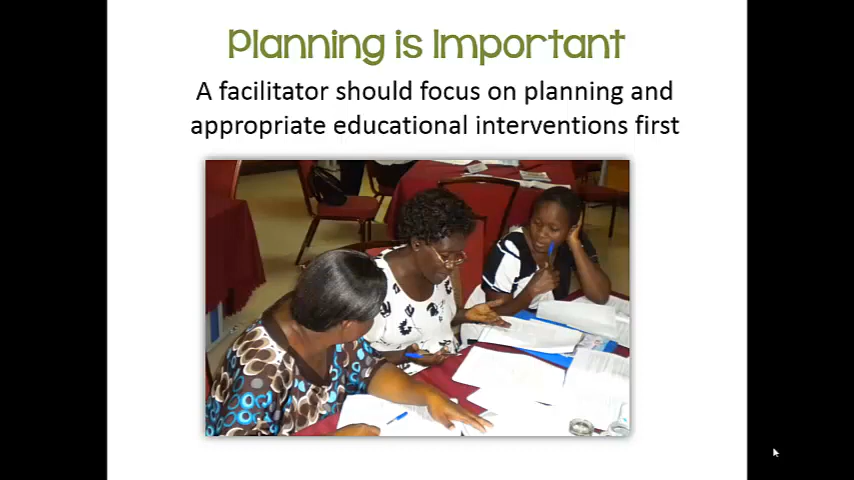 Planning is Important
A facilitator should focus on planning and
appropriate educational interventions first